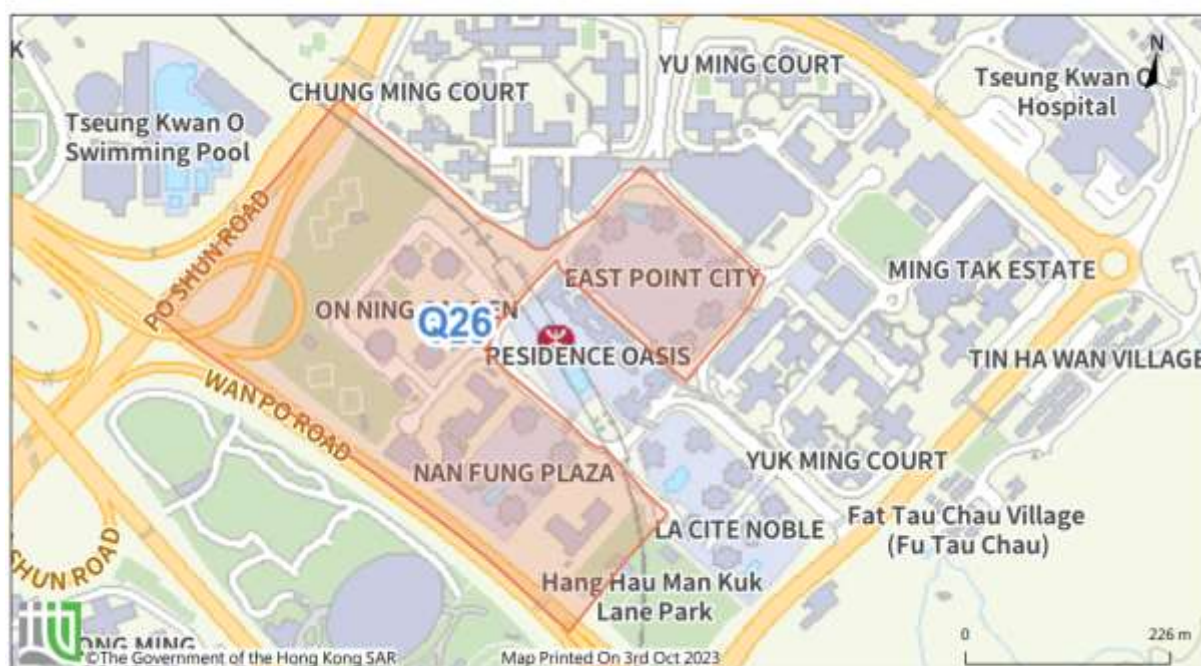 K
CHUNG MING COURT
YU MING COURT
N
Tseung Kwan O
Hospital
Tseung Kwan O
Swimming Pool
PO SHUN ROAD
EAST POINT CITY
MING TAK ESTATE
ON NING
EN
Q26
RESIDENCE OASIS
TIN HA WAN VILLAGE
WAN PO ROAD
NAN FUNG PLAZA
YUK MING COURT
LA CITE NOBLE
Fat Tau Chau Village
(Fu Tau Chau)
SHUN ROAD
Hang Hau Man Kuk
Lane Park
0
226 m
ONG MING
©The Government of the Hong Kong SAR
Map Printed On 3rd Oct 2023